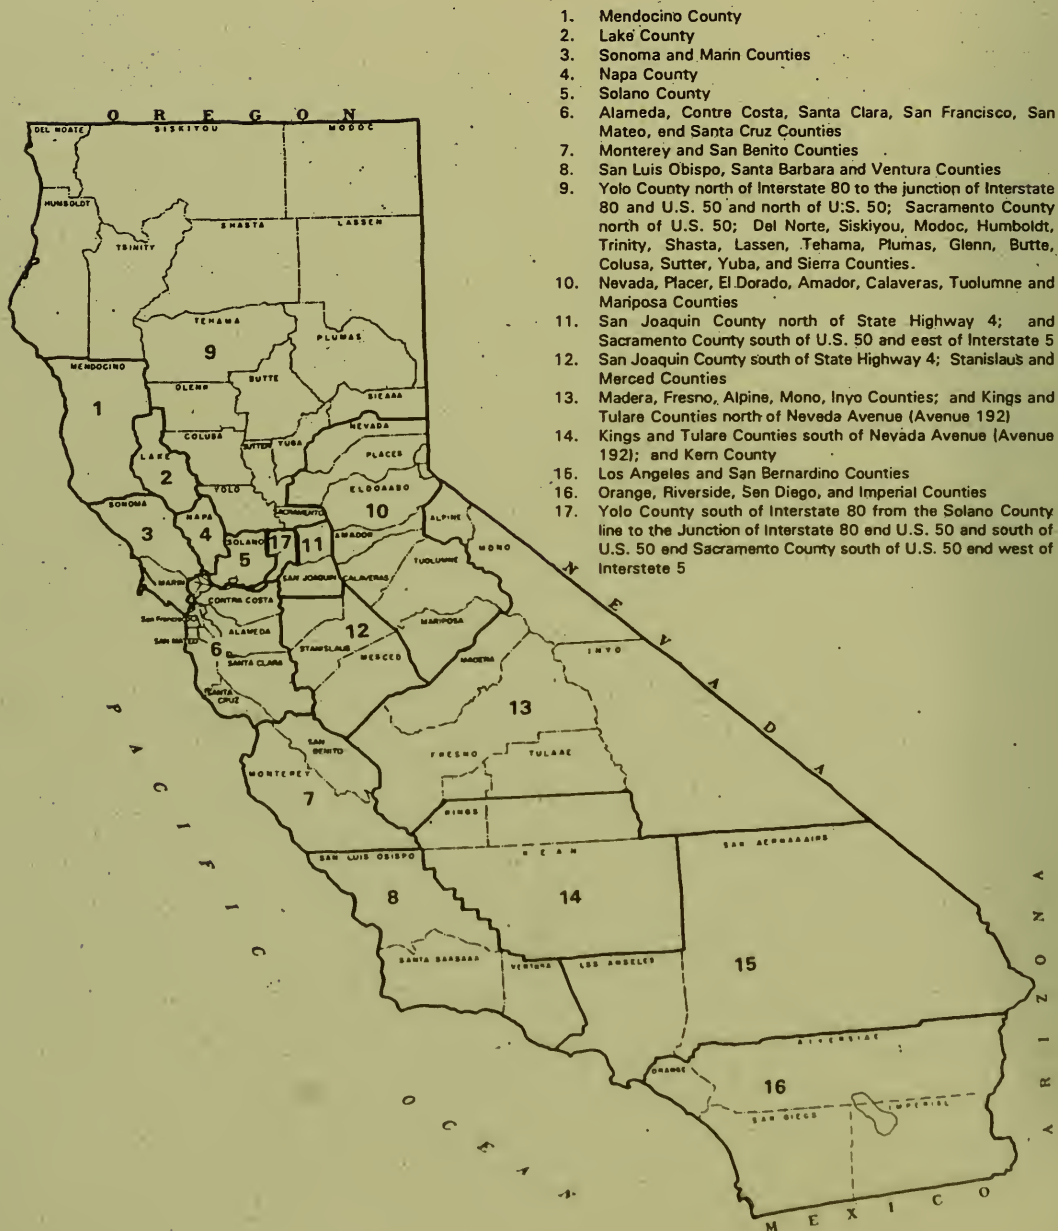 1. Mendocino County
2. Lake County
3. Sonoma and Marin Counties
4. Napa County
5. Solano County
6. Alameda, Contre Costa, Santa Clara, San Francisco, San
Mateo, end Santa Cruz Counties
7. Monterey and San Benito Counties
8. San Luis Obispo, Santa Barbara and Ventura Counties
9. Yolo County north of Interstate 80 to the junction of Interstate
80 and U.S. 50 and north of U.S. 50; Sacramento County
north of U.S. 50; Del Norte, Siskiyou, Modoc, Humboldt,
Trinity, Shasta, Lassen, Tehama, Plumas, Glenn, Butte,
Colusa, Sutter, Yuba, and Sierra Counties.
10. Nevada, Placer, El Dorado, Amador, Calaveras, Tuolumne and
Mariposa Counties
11. San Joaquin County north of State Highway 4; and
Sacramento County south of U.S. 50 and eest of Interstate 5
12. San Joaquin County south of State Highway 4; Stanislaus and
Merced Counties
13. Madera, Fresno, Alpine, Mono, Inyo Counties; and Kings and
Tulare Counties north of Neveda Avenue (Avenue 192)
14. Kings and Tulare Counties south of Nevada Avenue (Avenue
192); and Kern County
15. Los Angeles and San Bernardino Counties
16. Orange, Riverside, Sen Diego, and Imperial Counties
17. Yolo County south of Interstate 80 from the Solano County
line to the Junction of Interstate 80 end U.S. 50 and south of
U.S. 50 end Sacramento County south of U.S. 50 end west of
Interstete 5
OREGON
DEL NOATE
SISKIYOU
MODOC
HUMBOLDT
TRINITY
SHASTA
LASSEN
TEHAMA
9
PLUMAS
MENDOCINO
1
GLENN
BUTTE
SIEAAA
COLUSA
SUTTER
YUBA
NEVADA
PLACES
LAKE
2
YOLO
ELDOAABO
10
SONOMA
3
NAPA
4
SOLANO
5
17
SACRAMENTO
11
AMADOR
ALPINE
MONO
TUOLUMNE
MARIN
CONTRA COSTA
SAN JOAQUIN
CALAVERAS
San Francisco
ALAMEDA
12
MARIPOSA
SAN MATEO
6
STANISLAUS
MERCED
MADERA
INYO
SANTA CLARA
SANTA
CRUZ
13
SAN
BENITO
FRESNO
TULAAE
MONTEREY
7
KINGS
SAN LUIS OBISPO
KEAN
SAN AERNAAAINS
8
14
SANTA BAABAAA
VENTURA
LOS ANGELES
15
ORANGE
AIVERSIAE
16
SAN DIEGO
IMPERIAL
NEVADA
ARIZONA
MEXICO
PACIFIC
OCEAN